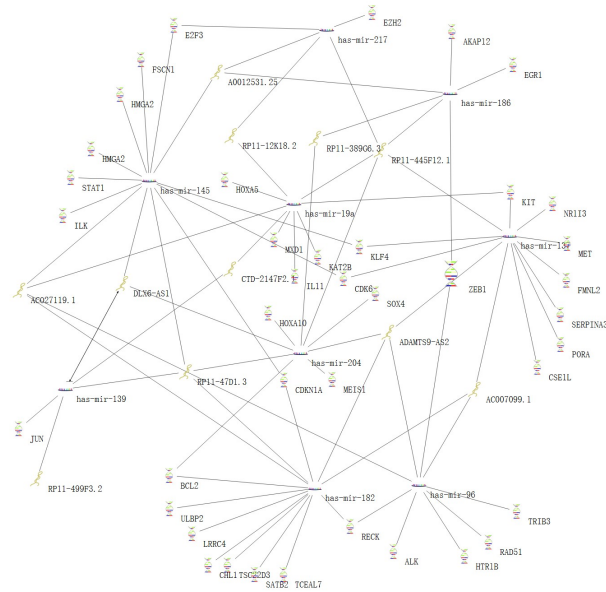 EZH2
E2F3
has-mir-217
AKAP12
FSCN1
EGR1
A0012531.25
HMGA2
has-mir-186
RP11-12K18.2
RP11-389G6.3
HMGA2
RP11-445F12.1
STAT1
has-mir-145
HOXA5
KIT
has-mir-19a
NR1I3
ILK
MXD1
KLF4
has-mir-137
MET
KAT2B
CTD-2147F2.1
IL11
CDK6
ZEB1
FMNL2
AC027119.1
DLX6-AS1
SOX4
SERPINA3
HOXA10
ADAMTS9-AS2
PORA
has-mir-204
CSE1L
RP11-47D1.3
CDKN1A
MEIS1
has-mir-139
AC007099.1
JUN
RP11-499F3.2
BCL2
has-mir-182
has-mir-96
ULBP2
TRIB3
LRRC4
RECK
RAD51
ALK
HTR1B
CHL1
TSC22D3
SATB2
TCEAL7